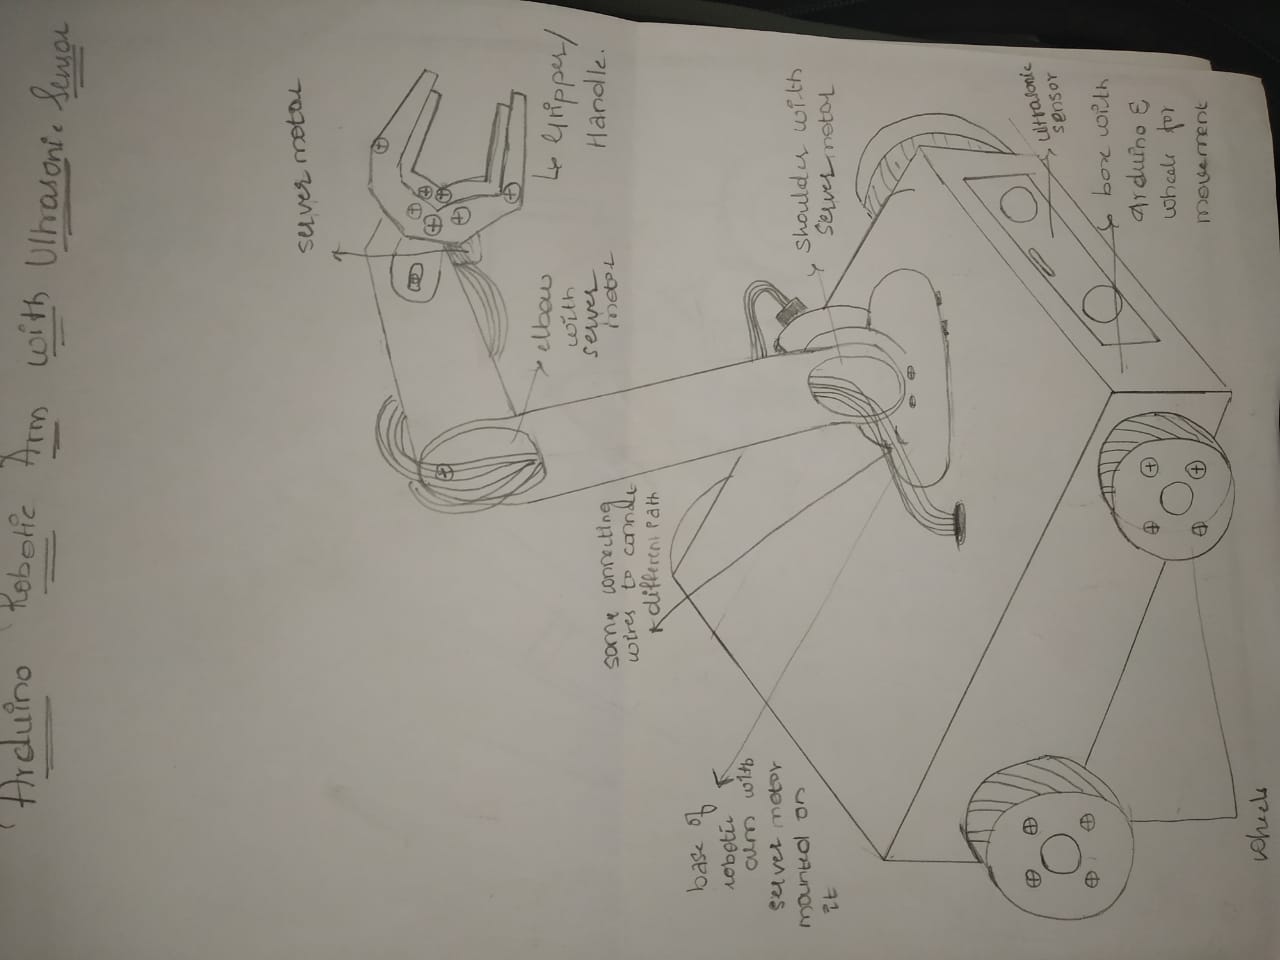 Arduino Robotic Arm with Ultrasonic Sensor
server motor
elbow
with
server
motor
Gripper/
Handle.
some connecting
wires to connect
different path
base of
robotic
arm with
server motor
mounted on
it
shoulder with
server motor
ultrasonic
sensor
box with
Arduino &
wheels for
movement
wheels